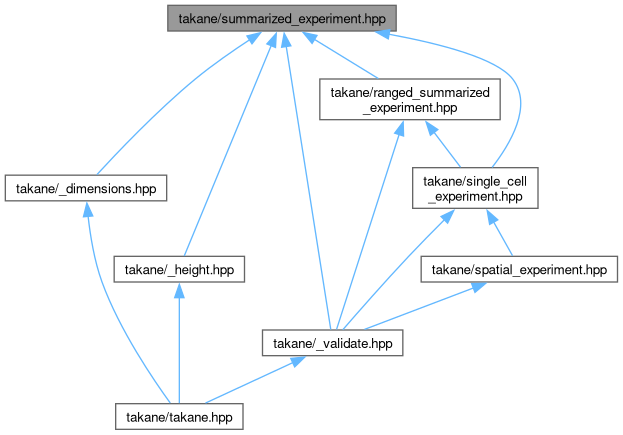 takane/summarized_experiment.hpp
takane/ranged_summarized
_experiment.hpp
takane/_dimensions.hpp
takane/single_cell
_experiment.hpp
takane/_height.hpp
takane/spatial_experiment.hpp
takane/_validate.hpp
takane/takane.hpp